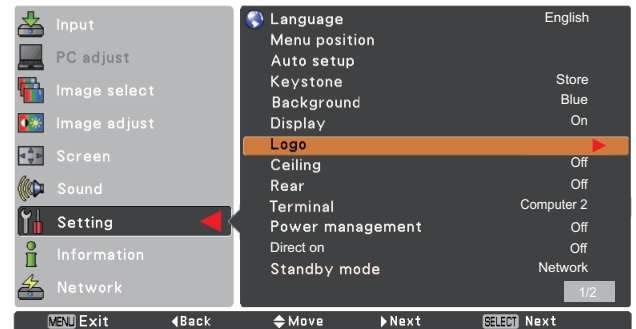 Input
PC adjust
Image select
Image adjust
Screen
Sound
Setting
Information
Network
Language English
Menu position
Auto setup
Keystone Store
Background Blue
Display On
Logo
Ceiling Off
Rear Off
Terminal Computer 2
Power management Off
Direct on Off
Standby mode Network
1/2
MENU Exit Back Move Next SELECT Next